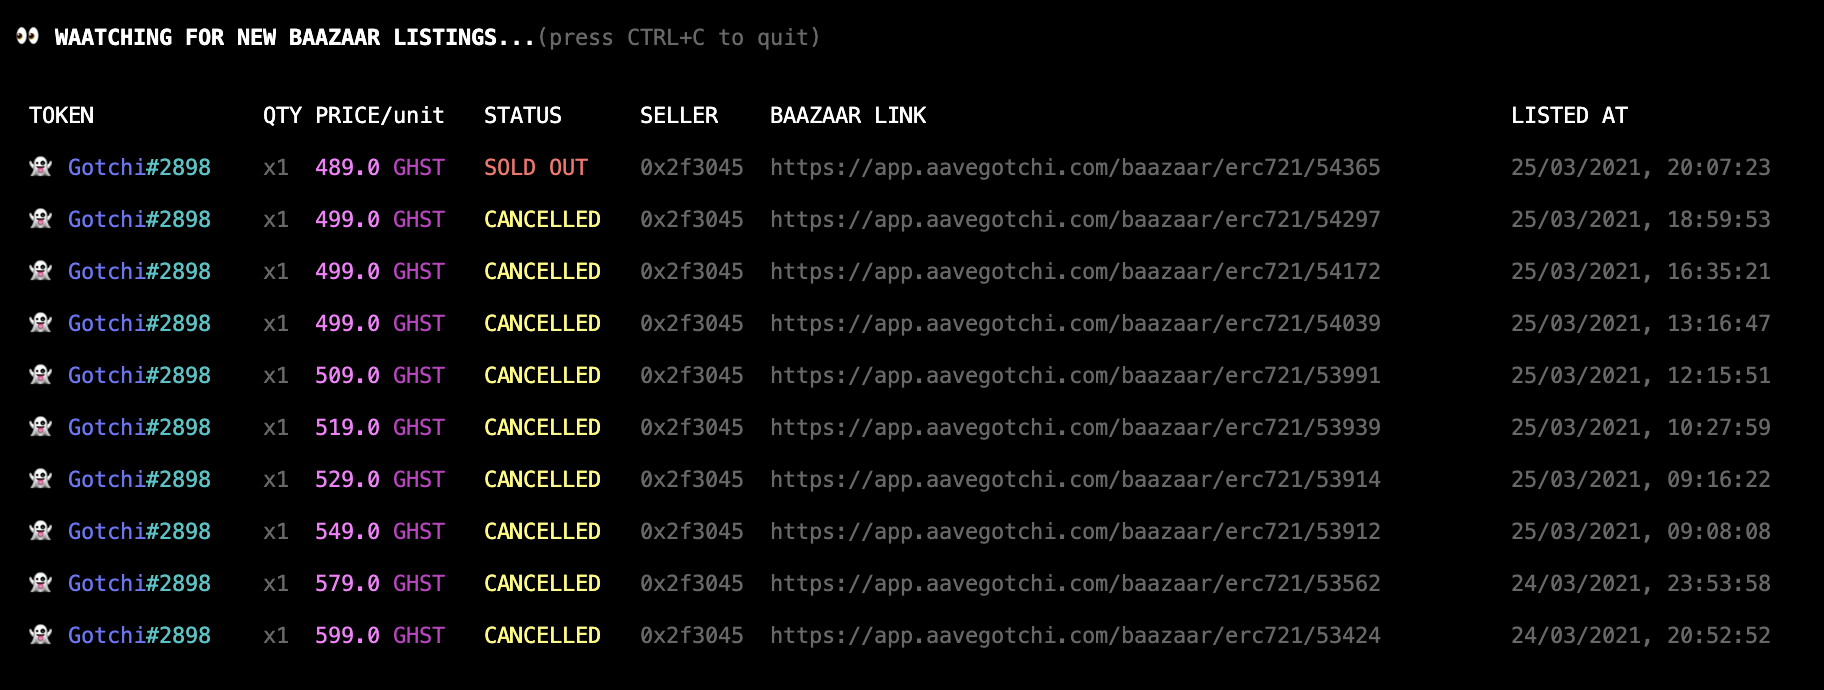 👀 WAATCHING FOR NEW BAAZAAR LISTINGS...(press CTRL+C to quit)
TOKEN QTY PRICE/unit STATUS SELLER BAAZAAR LINK LISTED AT
👻 Gotchi#2898 x1 489.0 GHST SOLD OUT 0x2f3045 https://app.aavegotchi.com/baazaar/erc721/54365 25/03/2021, 20:07:23
👻 Gotchi#2898 x1 499.0 GHST CANCELLED 0x2f3045 https://app.aavegotchi.com/baazaar/erc721/54297 25/03/2021, 18:59:53
👻 Gotchi#2898 x1 499.0 GHST CANCELLED 0x2f3045 https://app.aavegotchi.com/baazaar/erc721/54172 25/03/2021, 16:35:21
👻 Gotchi#2898 x1 499.0 GHST CANCELLED 0x2f3045 https://app.aavegotchi.com/baazaar/erc721/54039 25/03/2021, 13:16:47
👻 Gotchi#2898 x1 509.0 GHST CANCELLED 0x2f3045 https://app.aavegotchi.com/baazaar/erc721/53991 25/03/2021, 12:15:51
👻 Gotchi#2898 x1 519.0 GHST CANCELLED 0x2f3045 https://app.aavegotchi.com/baazaar/erc721/53939 25/03/2021, 10:27:59
👻 Gotchi#2898 x1 529.0 GHST CANCELLED 0x2f3045 https://app.aavegotchi.com/baazaar/erc721/53914 25/03/2021, 09:16:22
👻 Gotchi#2898 x1 549.0 GHST CANCELLED 0x2f3045 https://app.aavegotchi.com/baazaar/erc721/53912 25/03/2021, 09:08:08
👻 Gotchi#2898 x1 579.0 GHST CANCELLED 0x2f3045 https://app.aavegotchi.com/baazaar/erc721/53562 24/03/2021, 23:53:58
👻 Gotchi#2898 x1 599.0 GHST CANCELLED 0x2f3045 https://app.aavegotchi.com/baazaar/erc721/53424 24/03/2021, 20:52:52